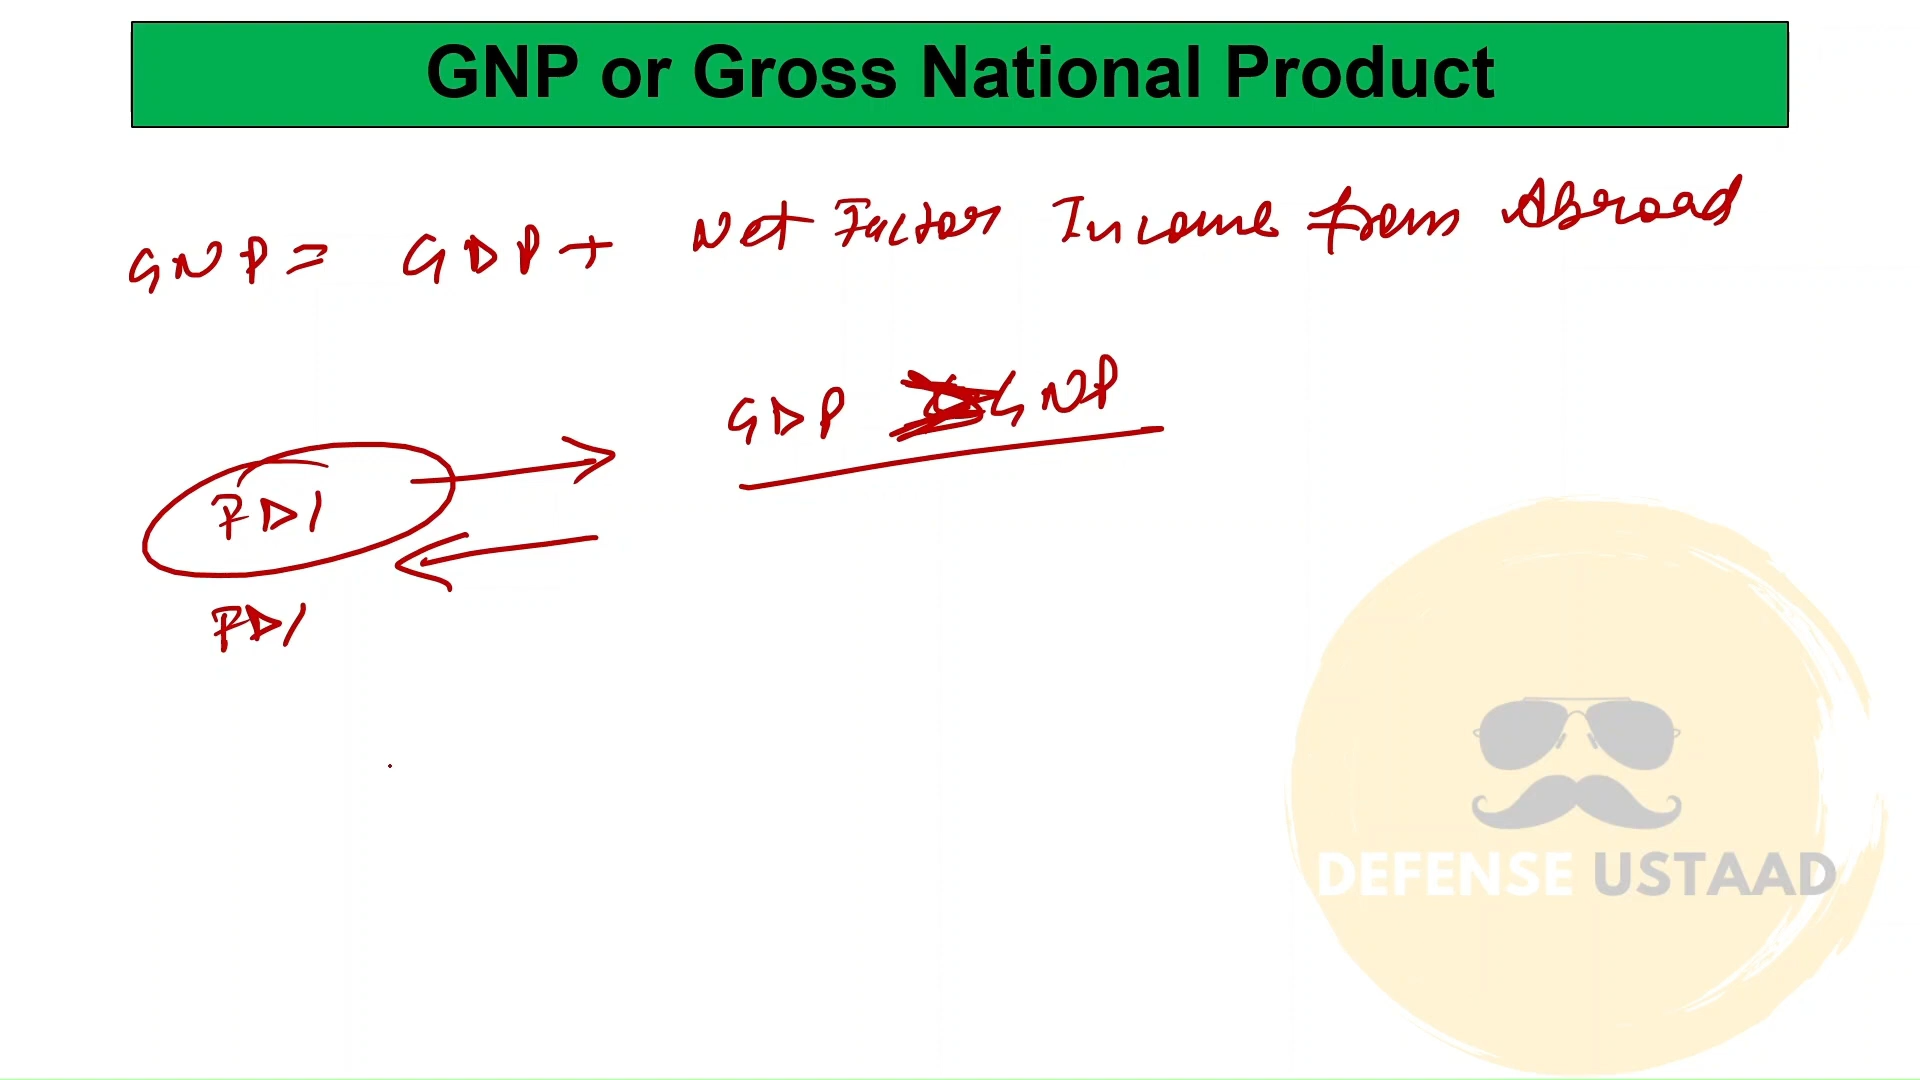 GNP or Gross National Product
GNP = GDP + Net Factor Income from Abroad
GDP GNP
FDI
FDI
DEFENSE USTAAD